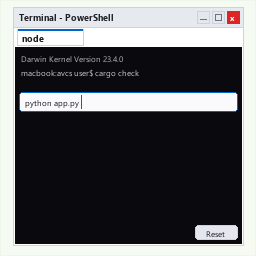 Terminal - PowerShell
x
node
Darwin Kernel Version 23.4.0
macbook:avcs user$ cargo check
python app.py
Reset